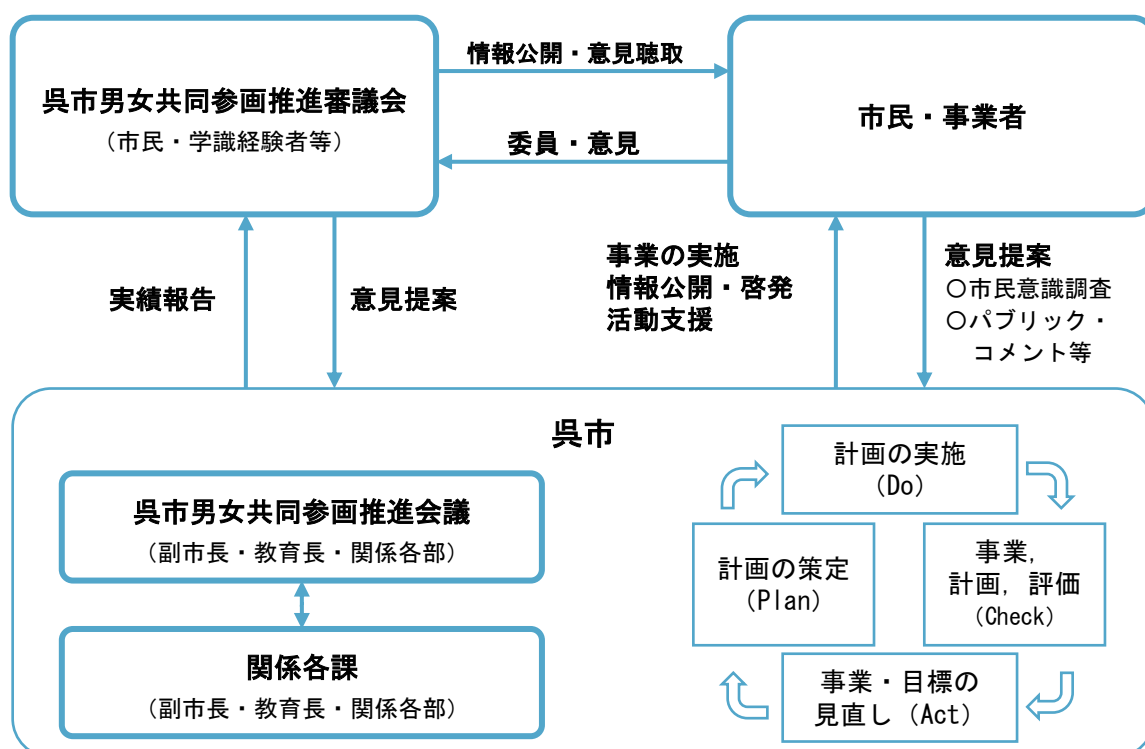 情報公開・意見聴取
呉市男女共同参画推進審議会
（市民・学識経験者等）
市民・事業者
委員・意見
実績報告
意見提案
事業の実施
情報公開・啓発
活動支援
意見提案
○市民意識調査
○パブリック・
コメント等
呉市
呉市男女共同参画推進会議
（副市長・教育長・関係各部）
関係各課
（副市長・教育長・関係各部）
計画の実施
(Do)
計画の策定
(Plan)
事業，
計画，評価
(Check)
事業・目標の
見直し (Act)